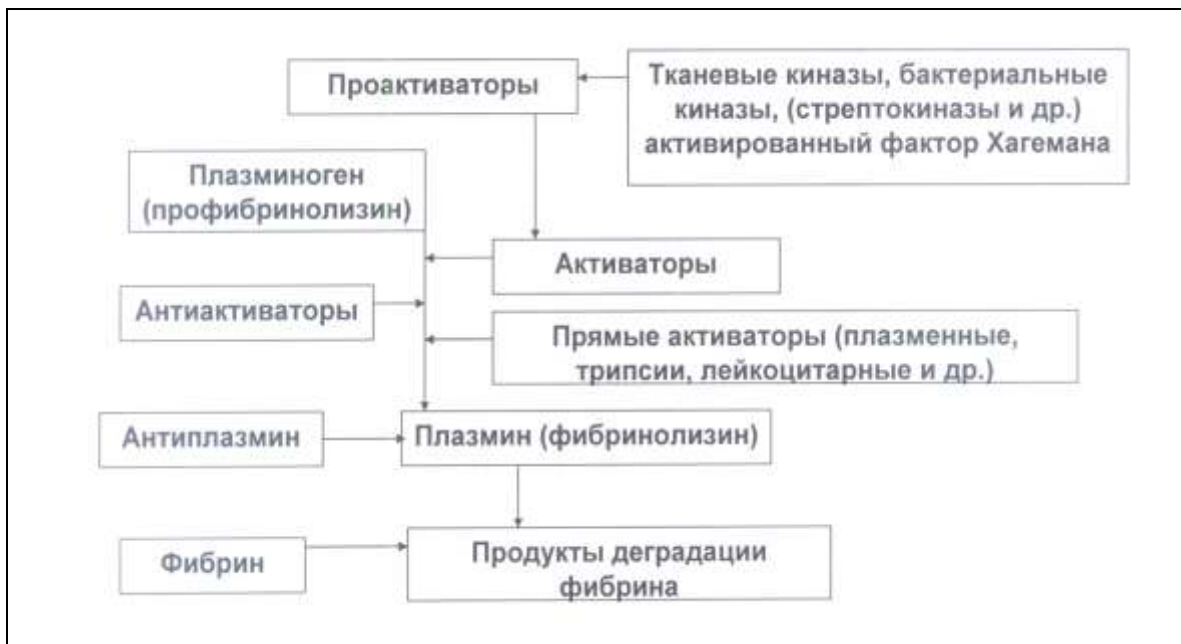 Проактиваторы
Тканевые киназы, бактериальные
киназы, (стрептокиназы и др.)
активированный фактор Хагемана
Плазминоген
(профибринолизин)
Активаторы
Антиактиваторы
Прямые активаторы (плазменные,
трипсии, лейкоцитарные и др.)
Антиплазмин
Плазмин (фибринолизин)
Фибрин
Продукты деградации
фибрина